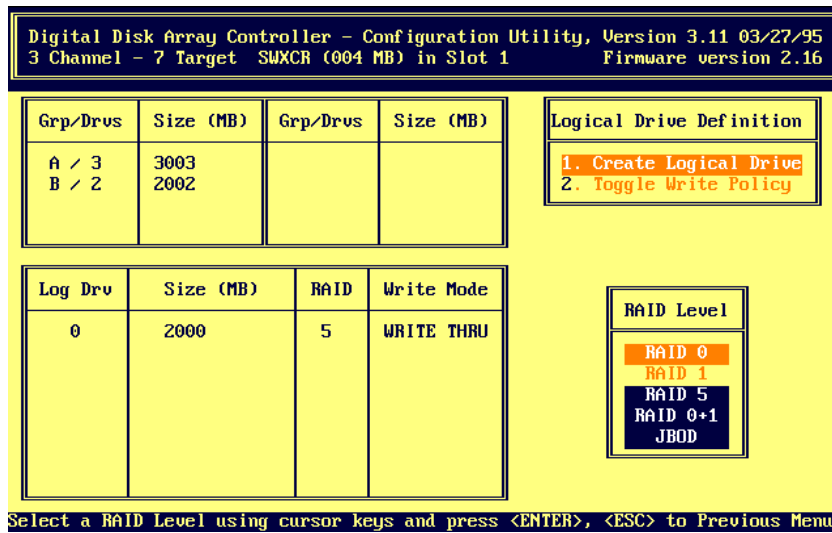 Digital Disk Array Controller – Configuration Utility, Version 3.11 03/27/95
3 Channel – 7 Target SWXCR (004 MB) in Slot 1 Firmware version 2.16
Grp/Drvs Size (MB) Grp/Drvs Size (MB)
A / 3 3003
B / 2 2002
Logical Drive Definition
1. Create Logical Drive
2. Toggle Write Policy
Log Drv Size (MB) RAID Write Mode
0 2000 5 WRITE THRU
RAID Level
RAID 0
RAID 1
RAID 5
RAID 0+1
JBOD
Select a RAID Level using cursor keys and press <ENTER>, <ESC> to Previous Menu